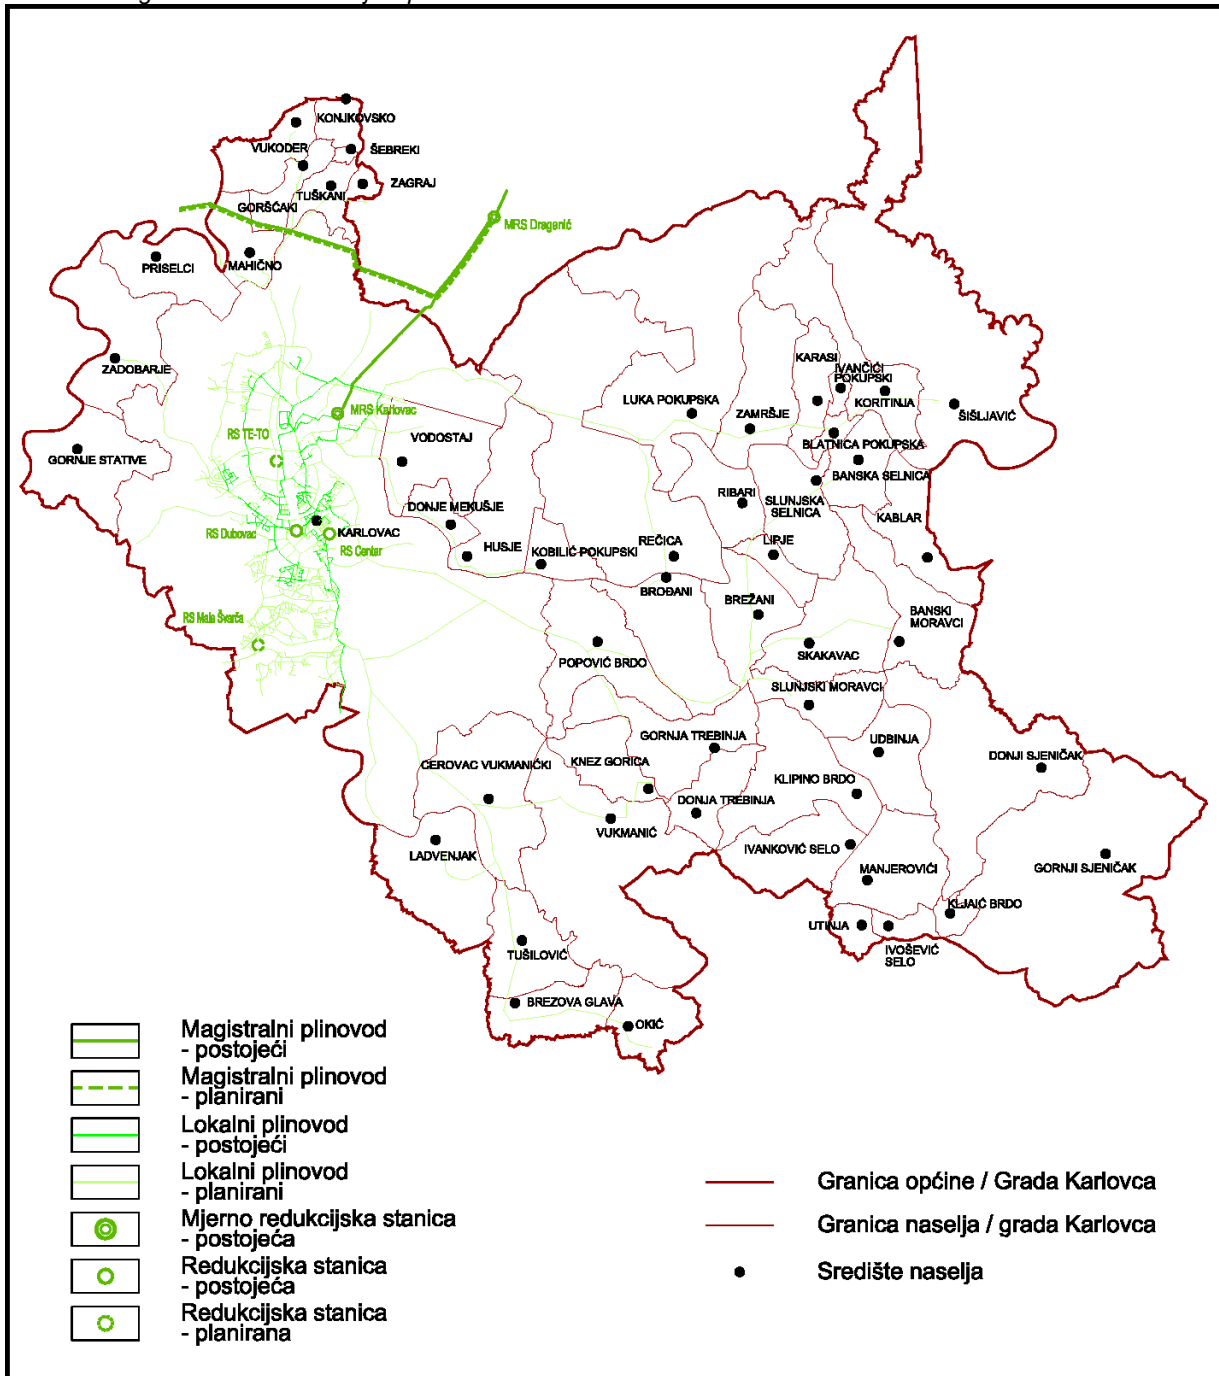 KONJKOVSKO
VUKODER
ŠEBREKI
ZAGRAJ
TUŠKANI
GORŠĆAKI
MRS Draganić
PRISELCI
MAHIČNO
ZADOBARJE
KARASI
IVANČIĆI
POKUPSKI
LUKA POKUPSKA
ZAMRŠJE
KORITINJA
ŠIŠLJAVIĆ
MRS Karlovac
RS TE-TO
VODOSTAJ
BLATNICA POKUPSKA
GORNJE STATIVE
BANSKA SELNICA
RIBARI
SLUNJSKA
SELNICA
KABLAR
DONJE MEKUŠJE
RS Dubovac
KARLOVAC
RS Centar
HUSJE
KOBILIĆ POKUPSKI
REČICA
LIPJE
BROĐANI
BREŽANI
BANSKI
MORAVCI
RS Mala Švarča
POPOVIĆ BRDO
SKAKAVAC
SLUNJSKI MORAVCI
GORNJA TREBINJA
UDBINJA
DONJI SJENIČAK
CEROVAC VUKMANIĆKI
KNEZ GORICA
KLIPINO BRDO
DONJA TREBINJA
VUKMANIĆ
LADVENJAK
IVANKOVIĆ SELO
MANJEROVIĆI
GORNJI SJENIČAK
KLJAIĆ BRDO
UTINJA
IVOŠEVIĆ
SELO
TUŠILOVIĆ
BREZOVA GLAVA
OKIĆ
Magistralni plinovod
- postojeći
Magistralni plinovod
- planirani
Lokalni plinovod
- postojeći
Lokalni plinovod
- planirani
Mjerno redukcijska stanica
- postojeća
Redukcijska stanica
- postojeća
Redukcijska stanica
- planirana
Granica općine / Grada Karlovca
Granica naselja / grada Karlovca
Središte naselja